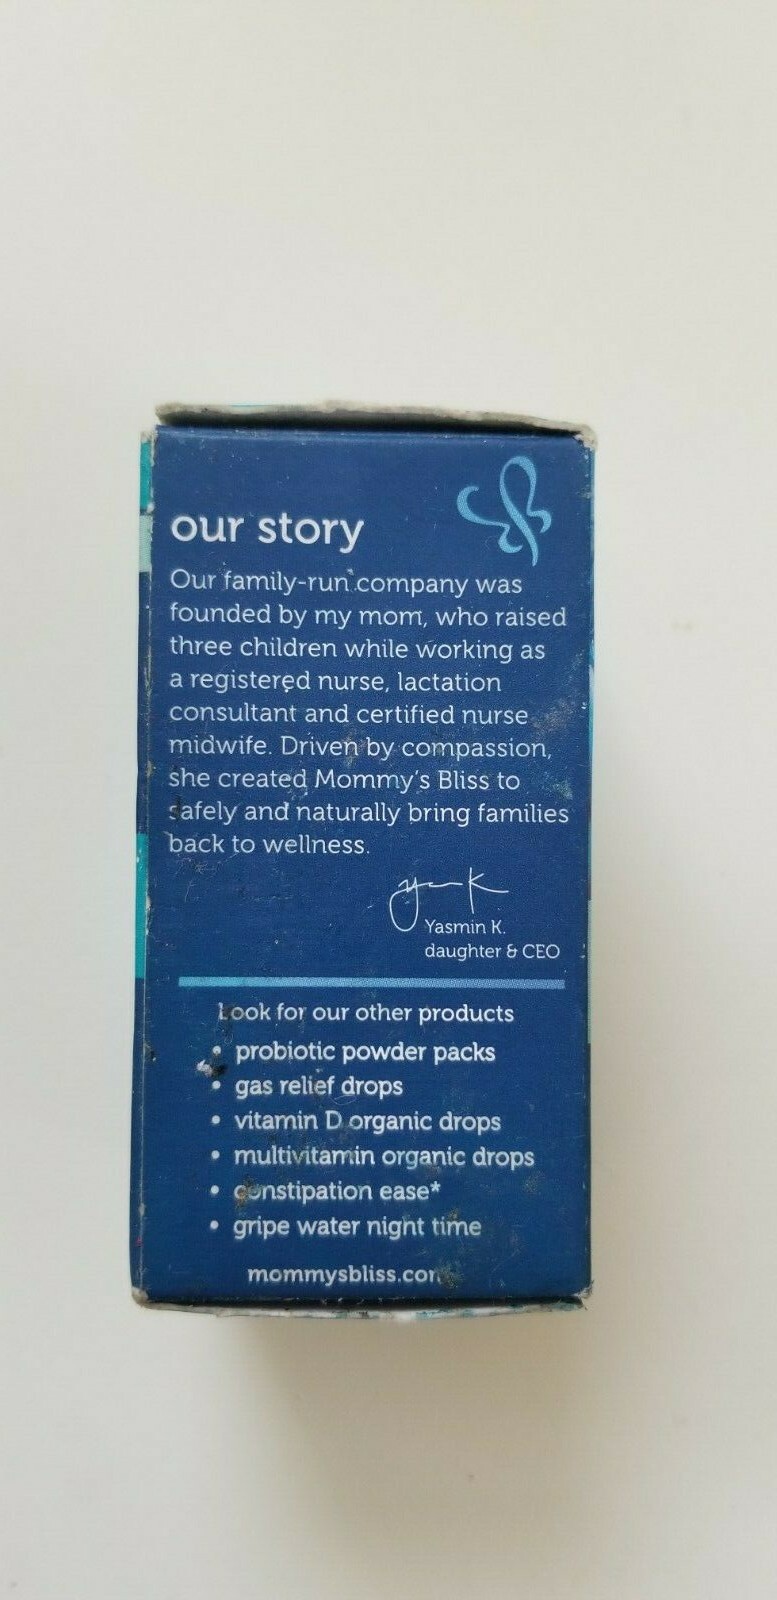 our story
Our family-run company was
founded by my mom, who raised
three children while working as
a registered nurse, lactation
consultant and certified nurse
midwife. Driven by compassion,
she created Mommy's Bliss to
safely and naturally bring families
back to wellness.
Yasmin K.
daughter & CEO
Look for our other products
• probiotic powder packs
• gas relief drops
• vitamin D organic drops
• multivitamin organic drops
• constipation ease*
• gripe water night time
mommysbliss.com